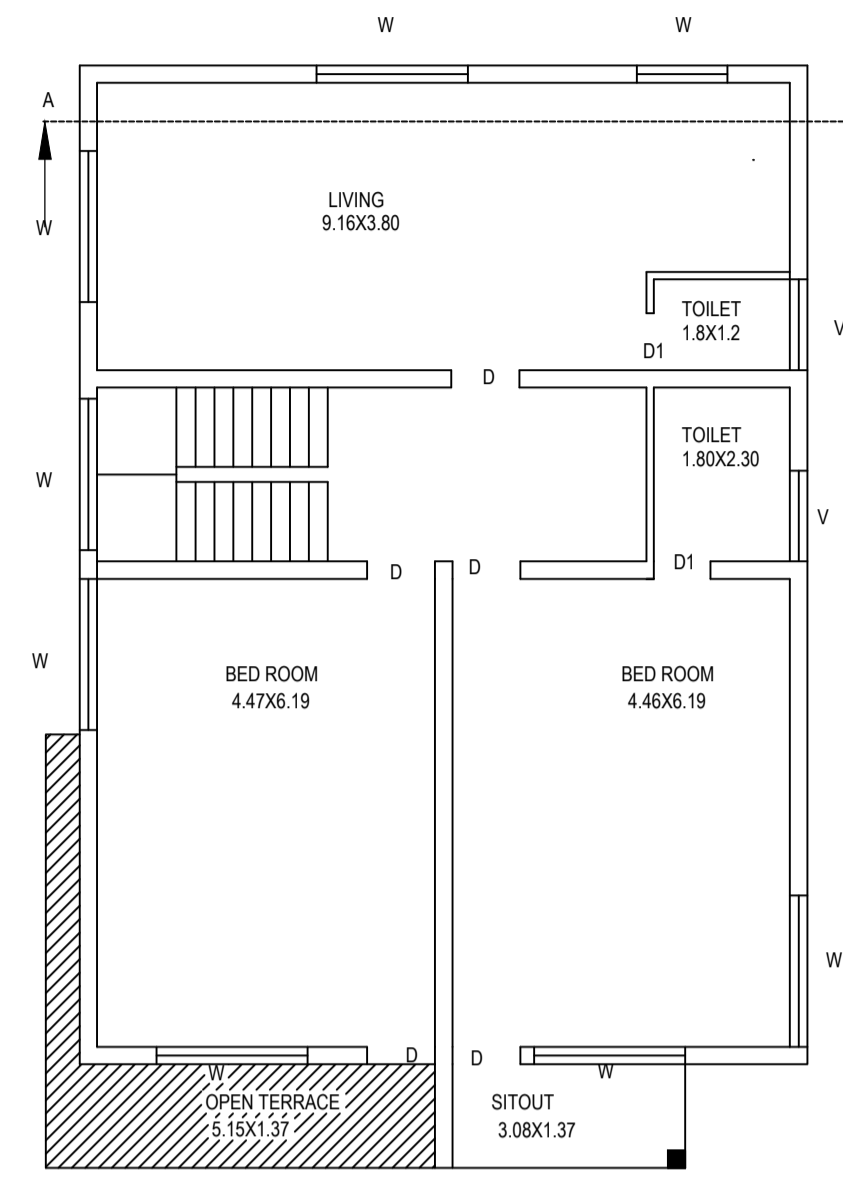 W
W
A
W
LIVING
9.16X3.80
TOILET
1.8X1.2
V
D1
D
TOILET
1.80X2.30
W
V
D
D
D1
W
BED ROOM
4.47X6.19
BED ROOM
4.46X6.19
W
D
D
W
W
OPEN TERRACE
5.15X1.37
SITOUT
3.08X1.37